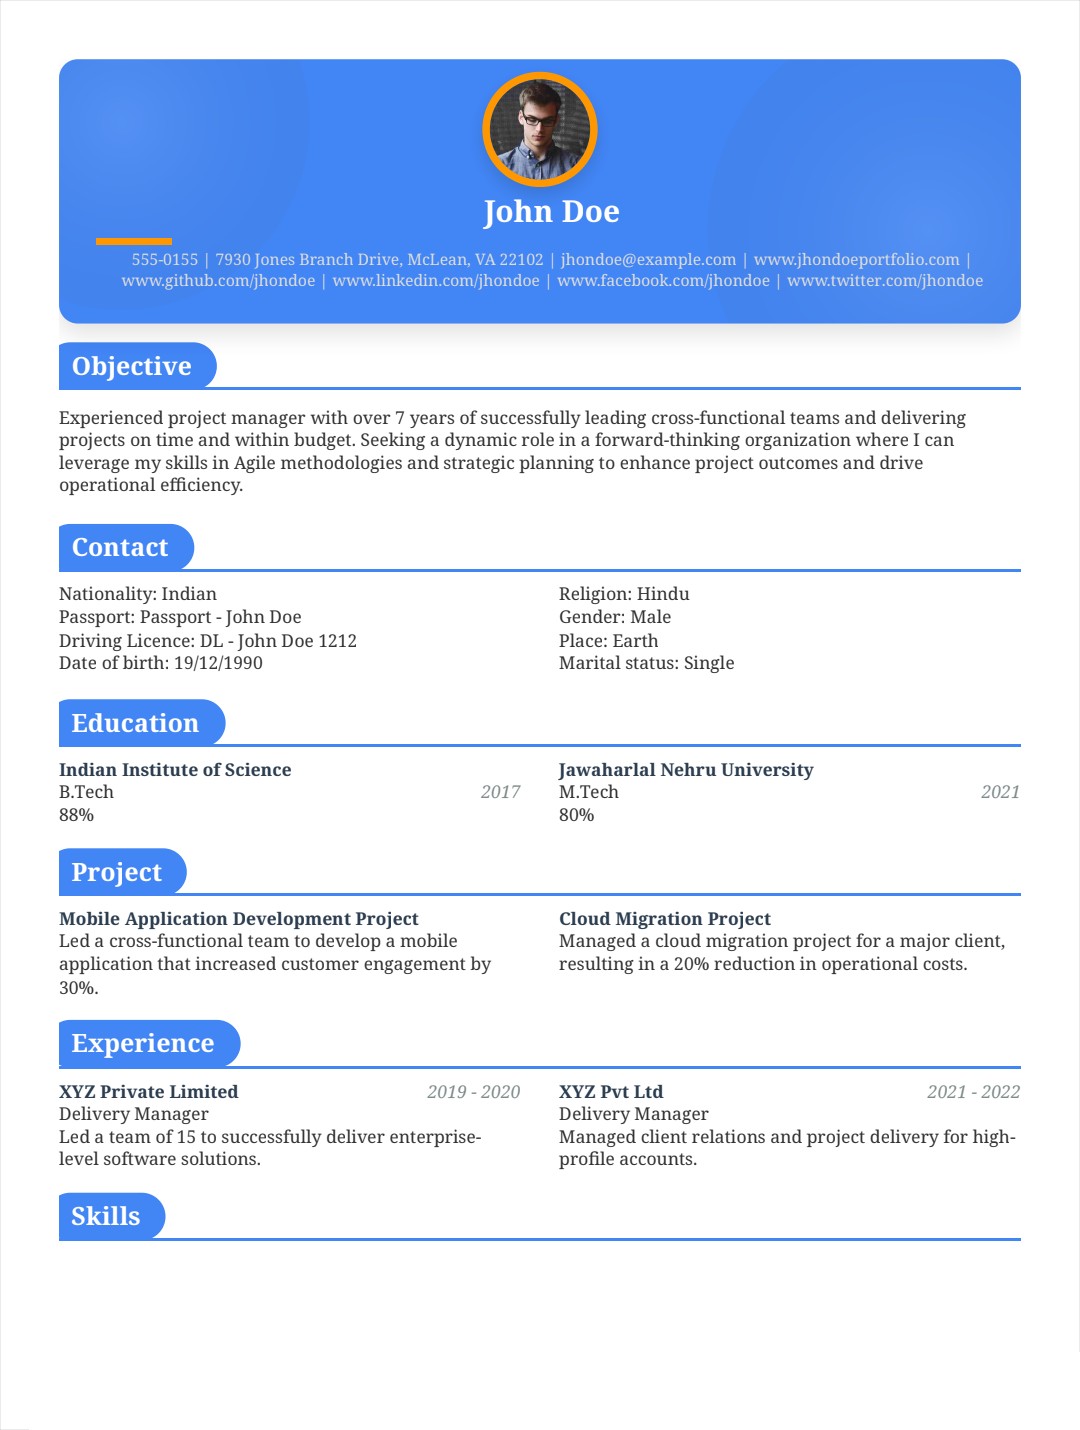 John Doe
555-0155 | 7930 Jones Branch Drive, McLean, VA 22102 | jhondoe@example.com | www.jhondoeportfolio.com |
www.github.com/jhondoe | www.linkedin.com/jhondoe | www.facebook.com/jhondoe | www.twitter.com/jhondoe
Objective
Experienced project manager with over 7 years of successfully leading cross-functional teams and delivering
projects on time and within budget. Seeking a dynamic role in a forward-thinking organization where I can
leverage my skills in Agile methodologies and strategic planning to enhance project outcomes and drive
operational efficiency.
Contact
Nationality: Indian
Passport: Passport - John Doe
Driving Licence: DL - John Doe 1212
Date of birth: 19/12/1990
Religion: Hindu
Gender: Male
Place: Earth
Marital status: Single
Education
Indian Institute of Science
B.Tech 2017
88%
Jawaharlal Nehru University
M.Tech 2021
80%
Project
Mobile Application Development Project
Led a cross-functional team to develop a mobile
application that increased customer engagement by
30%.
Cloud Migration Project
Managed a cloud migration project for a major client,
resulting in a 20% reduction in operational costs.
Experience
XYZ Private Limited 2019 - 2020
Delivery Manager
Led a team of 15 to successfully deliver enterprise-
level software solutions.
XYZ Pvt Ltd 2021 - 2022
Delivery Manager
Managed client relations and project delivery for high-
profile accounts.
Skills